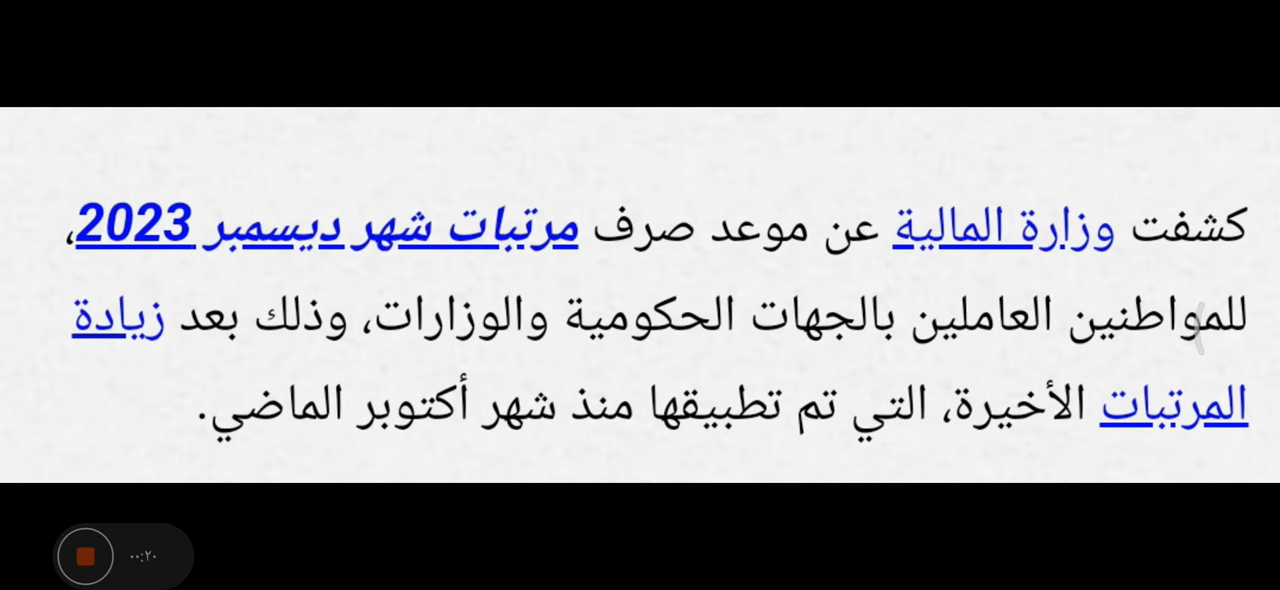 كشفت وزارة المالية عن موعد صرف مرتبات شهر ديسمبر 2023،
للمواطنين العاملين بالجهات الحكومية والوزارات، وذلك بعد زيادة
المرتبات الأخيرة، التي تم تطبيقها منذ شهر أكتوبر الماضي.
٠٠:٢٠